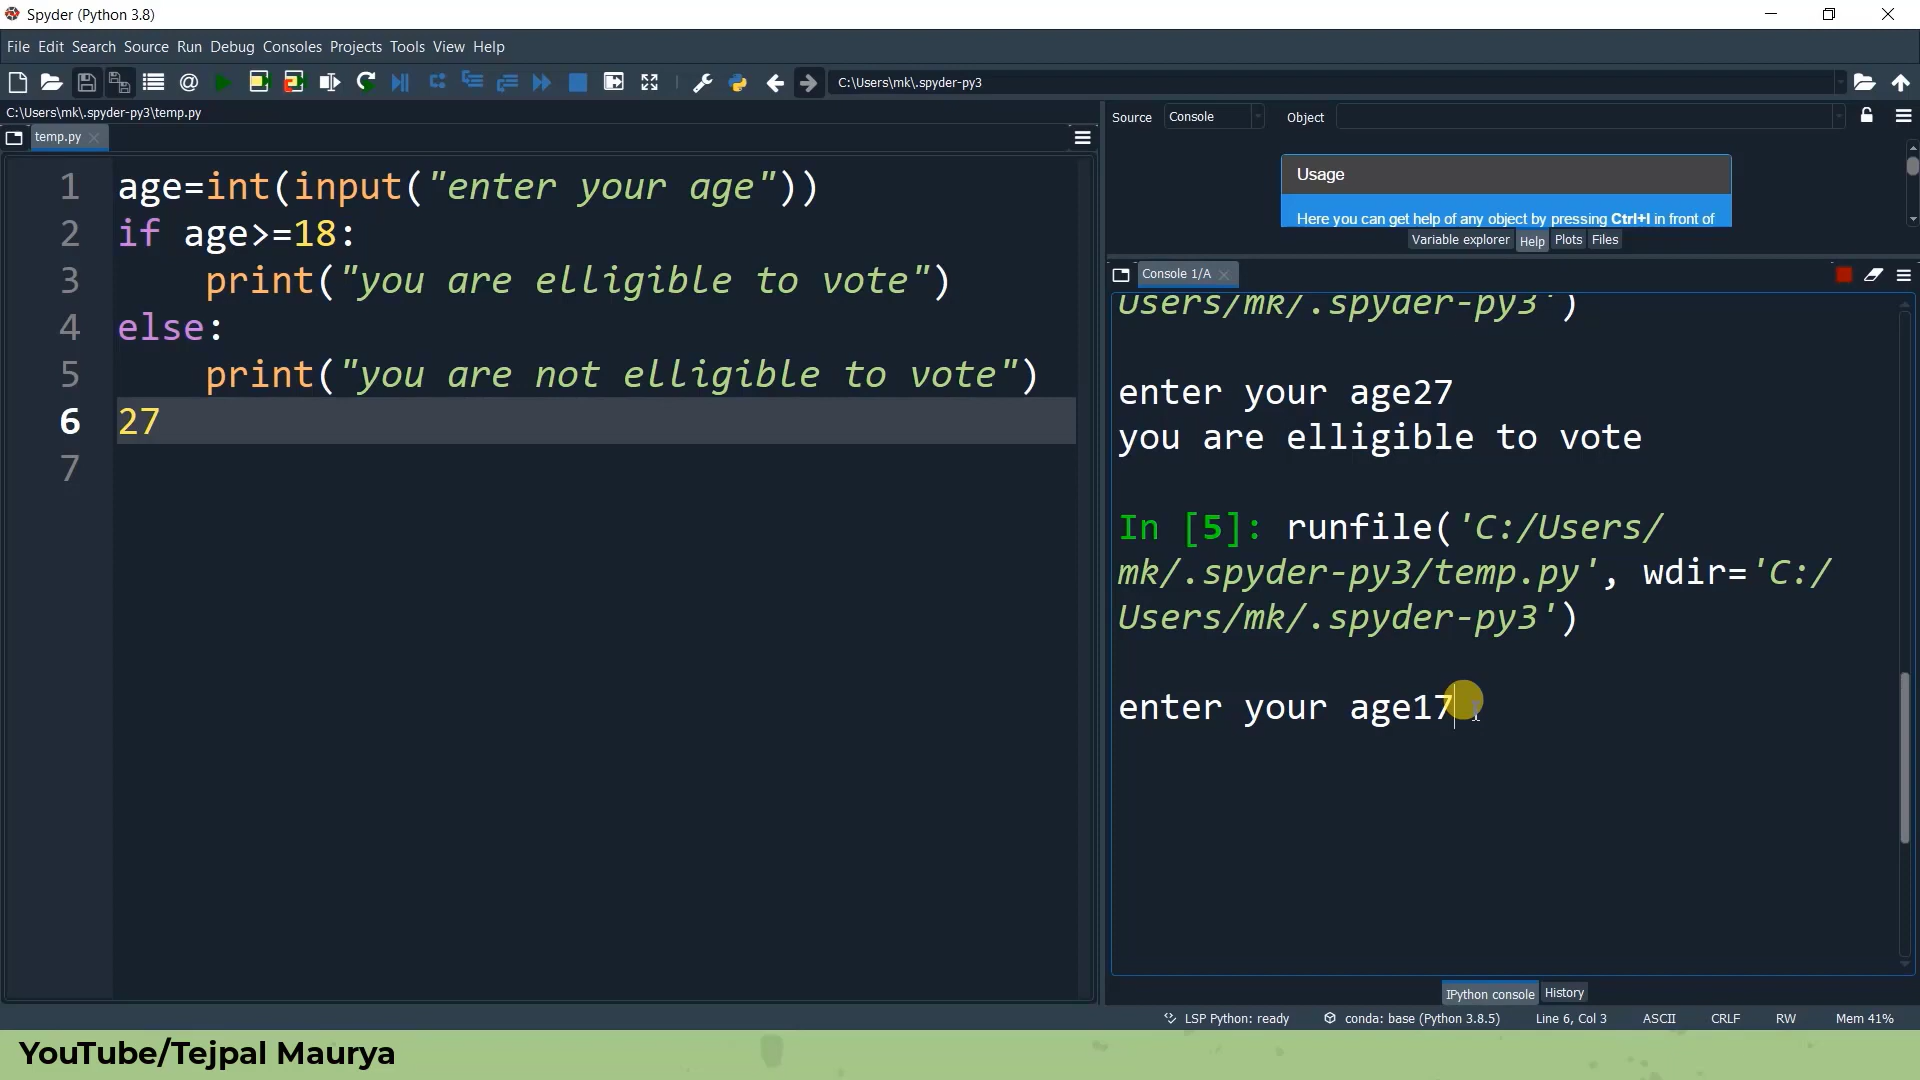 Spyder (Python 3.8)
File Edit Search Source Run Debug Consoles Projects Tools View Help
C:\Users\mk\.spyder-py3
C:\Users\mk\.spyder-py3\temp.py
temp.py
1 age=int(input("enter your age"))
2 if age>=18:
3 print("you are elligible to vote")
4 else:
5 print("you are not elligible to vote")
6 27
7
Source Console Object
Usage
Here you can get help of any object by pressing Ctrl+I in front of
Variable explorer Help Plots Files
Console 1/A
Users/mk/.spyder-py3')
enter your age27
you are elligible to vote
In [5]: runfile('C:/Users/
mk/.spyder-py3/temp.py', wdir='C:/
Users/mk/.spyder-py3')
enter your age17
IPython console History
LSP Python: ready conda: base (Python 3.8.5) Line 6, Col 3 ASCII CRLF RW Mem 41%
YouTube/Tejpal Maurya